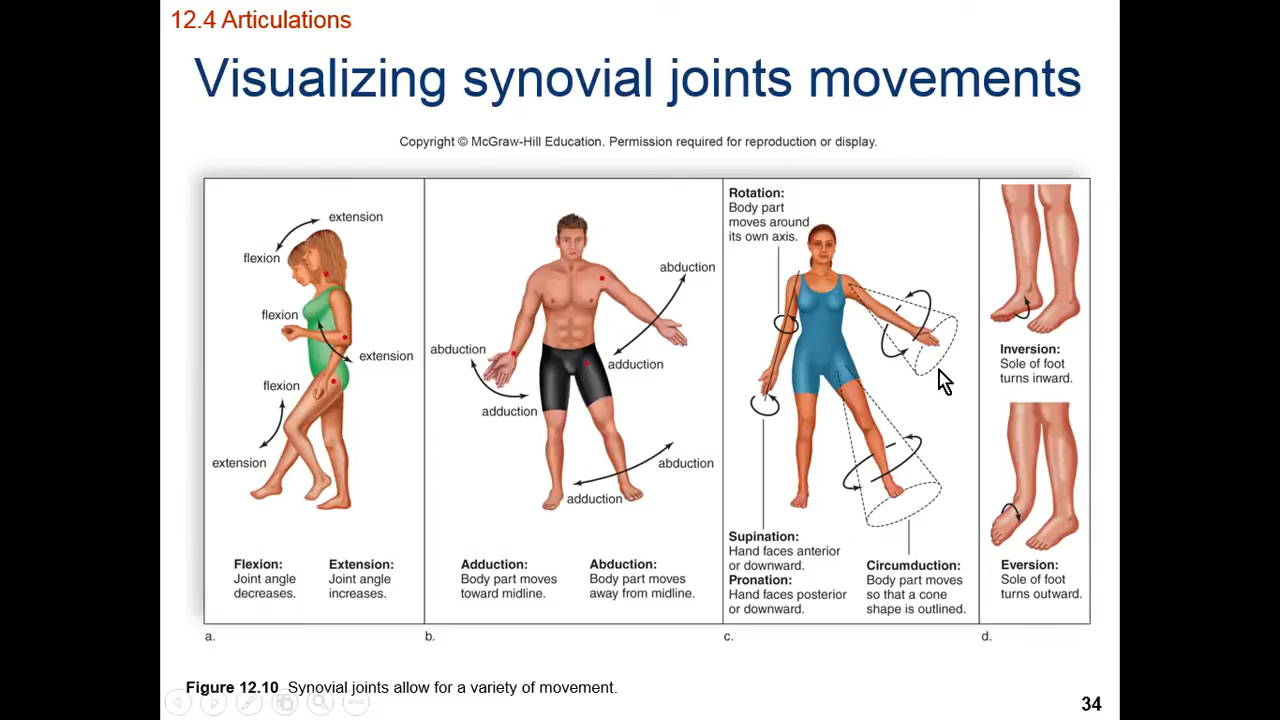 12.4 Articulations
Visualizing synovial joints movements
Copyright © McGraw-Hill Education. Permission required for reproduction or display.
extension
flexion
flexion
extension
flexion
extension
Flexion:
Joint angle
decreases.
Extension:
Joint angle
increases.
a.
abduction
abduction
adduction
adduction
abduction
adduction
Adduction:
Body part moves
toward midline.
Abduction:
Body part moves
away from midline.
b.
Rotation:
Body part
moves around
its own axis.
Supination:
Hand faces anterior
or downward.
Pronation:
Hand faces posterior
or downward.
Circumduction:
Body part moves
so that a cone
shape is outlined.
c.
Inversion:
Sole of foot
turns inward.
Eversion:
Sole of foot
turns outward.
d.
Figure 12.10 Synovial joints allow for a variety of movement.
34